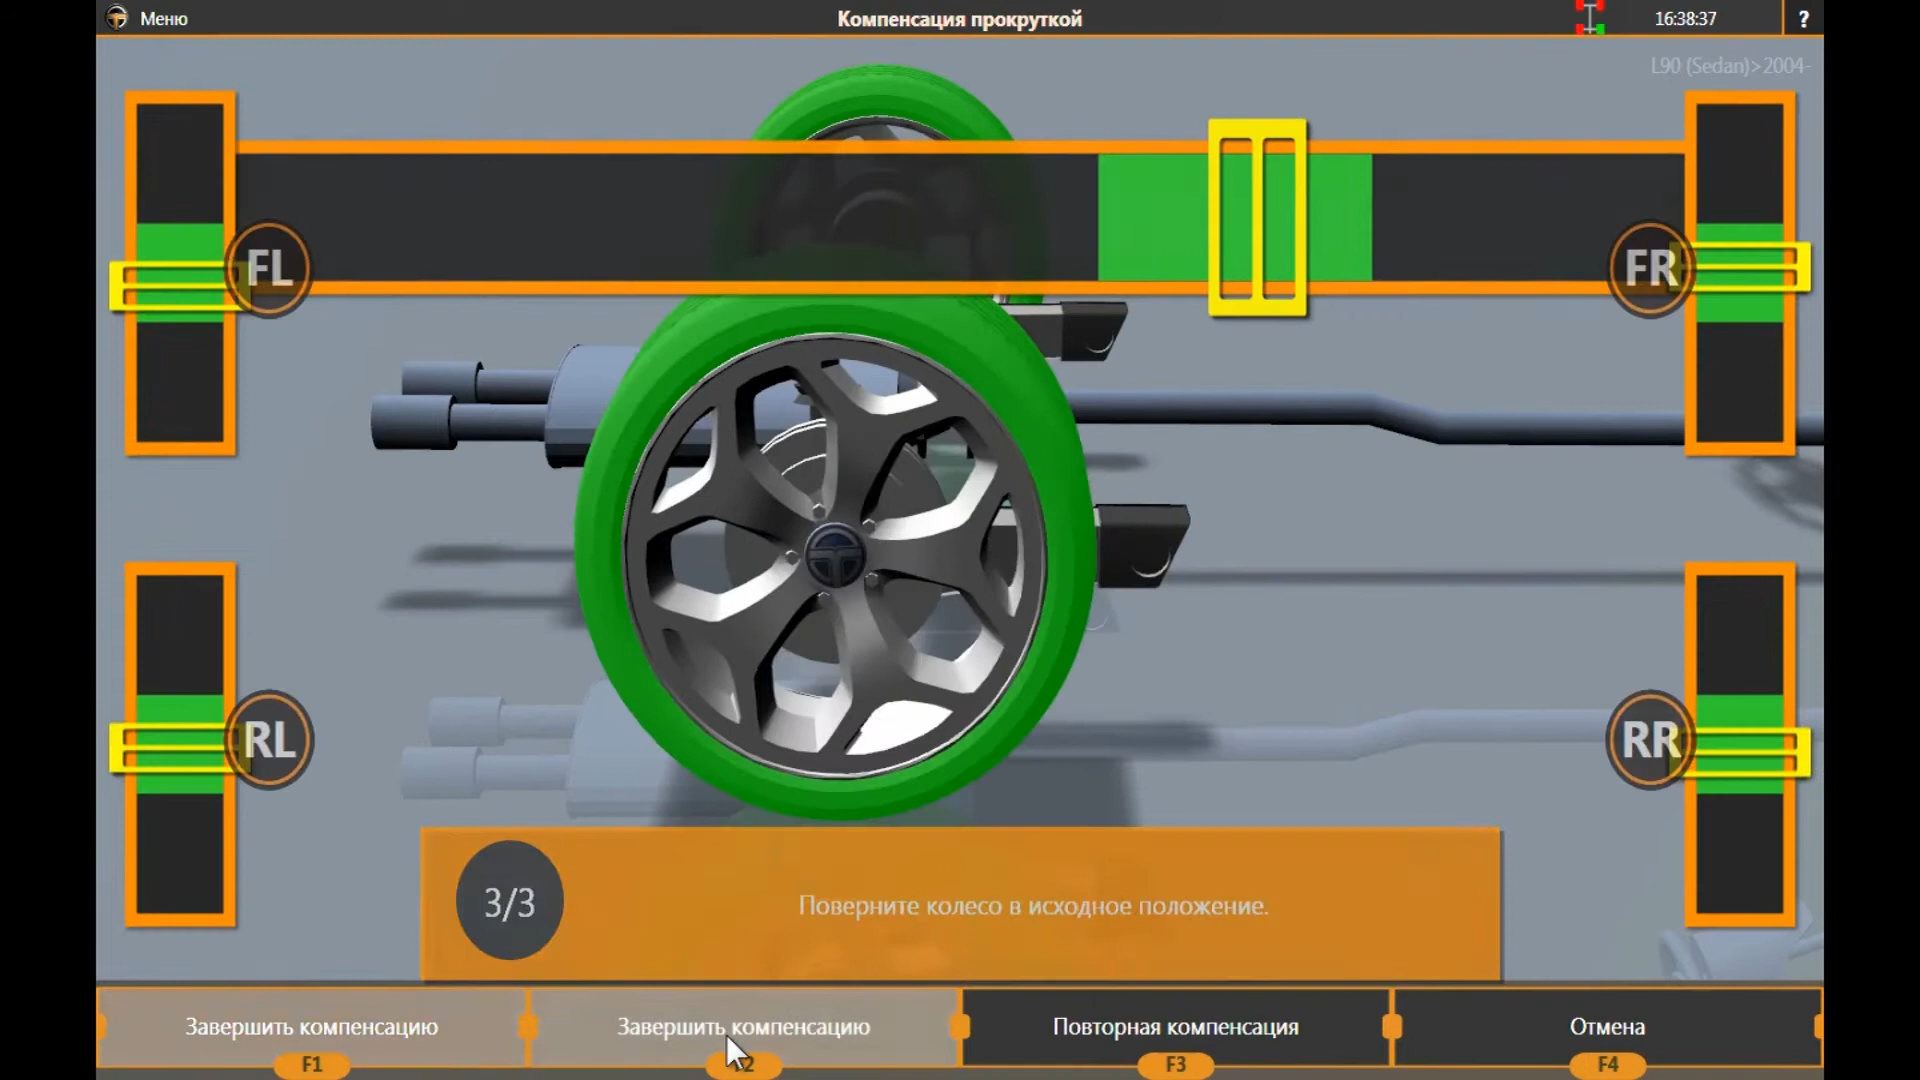 Меню
Компенсация прокруткой
16:38:37
?
L90 (Sedan)>2004-
FL
FR
RL
RR
3/3
Поверните колесо в исходное положение.
Завершить компенсацию
Завершить компенсацию
Повторная компенсация
Отмена
F1
F2
F3
F4